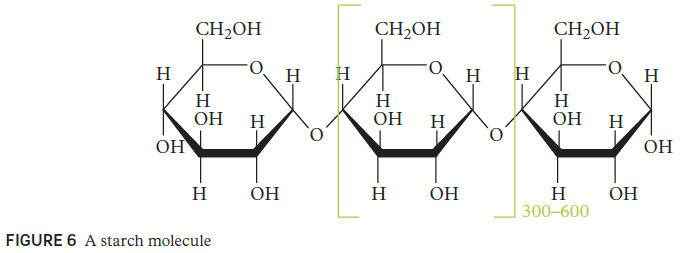 CH₂OH CH₂OH CH₂OH
H O H H O H H O H
H H H
OH H OH H OH H
OH O O OH
H OH H OH H OH
300–600
FIGURE 6 A starch molecule